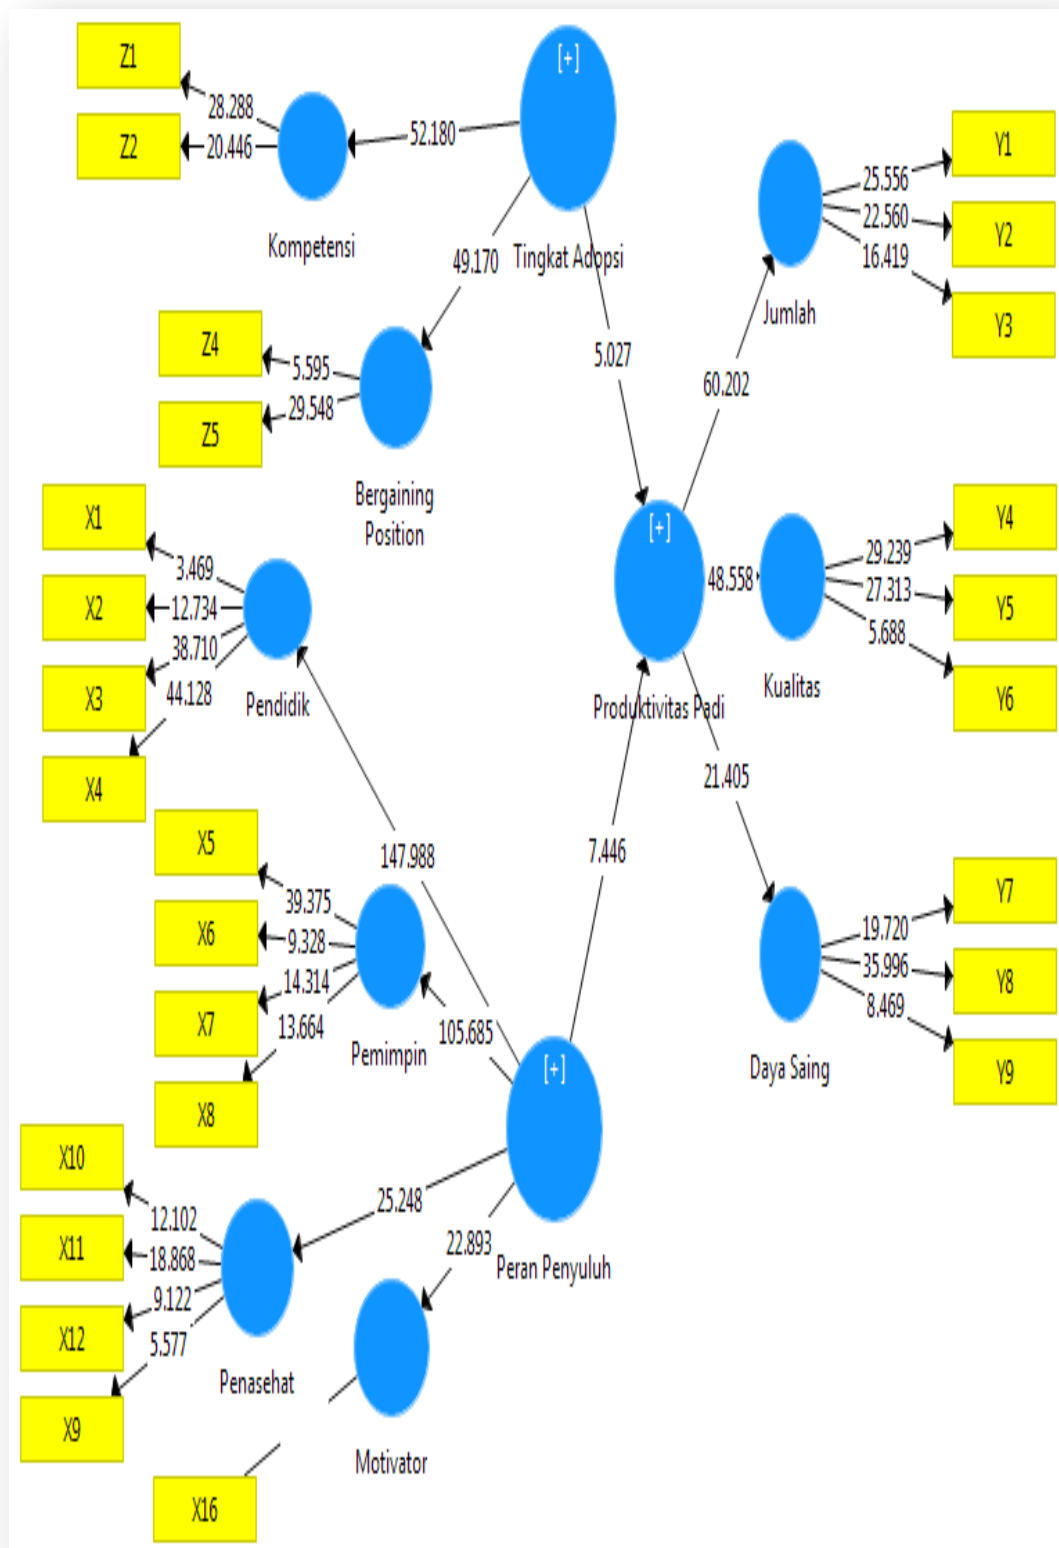 Z1
28.288
Z2
20.446
Kompetensi
52.180
[+]
Tingkat Adopsi
49.170
5.027
Z4
5.595
Z5
29.548
Bergaining
Position
Y1
25.556
Y2
22.560
Y3
16.419
Jumlah
60.202
X1
3.469
X2
12.734
X3
38.710
X4
44.128
Pendidik
[+]
Produktivitas Padi
48.558
Y4
29.239
Y5
27.313
Y6
5.688
Kualitas
21.405
147.988
7.446
X5
39.375
X6
9.328
X7
14.314
X8
13.664
Pemimpin
105.685
Y7
19.720
Y8
35.996
Y9
8.469
Daya Saing
[+]
Peran Penyuluh
25.248
22.893
X10
12.102
X11
18.868
X12
9.122
X9
5.577
Penasehat
Motivator
X16